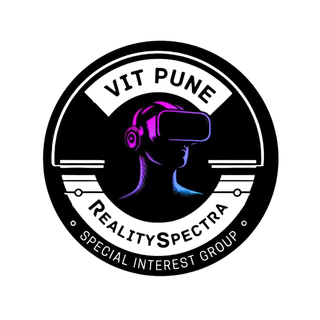 VIT PUNE
REALITYSPECTRA
SPECIAL INTEREST GROUP